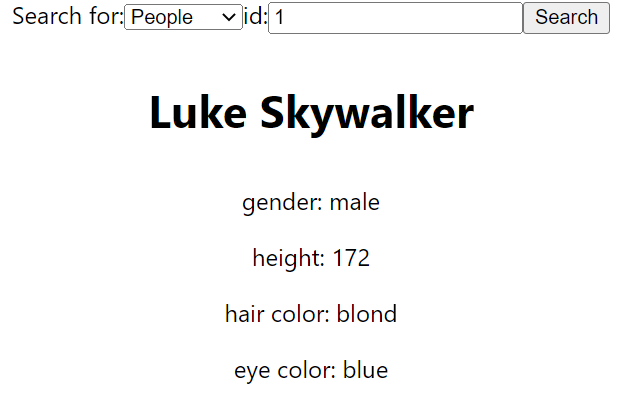 Search for: People id: 1 Search
Luke Skywalker
gender: male
height: 172
hair color: blond
eye color: blue